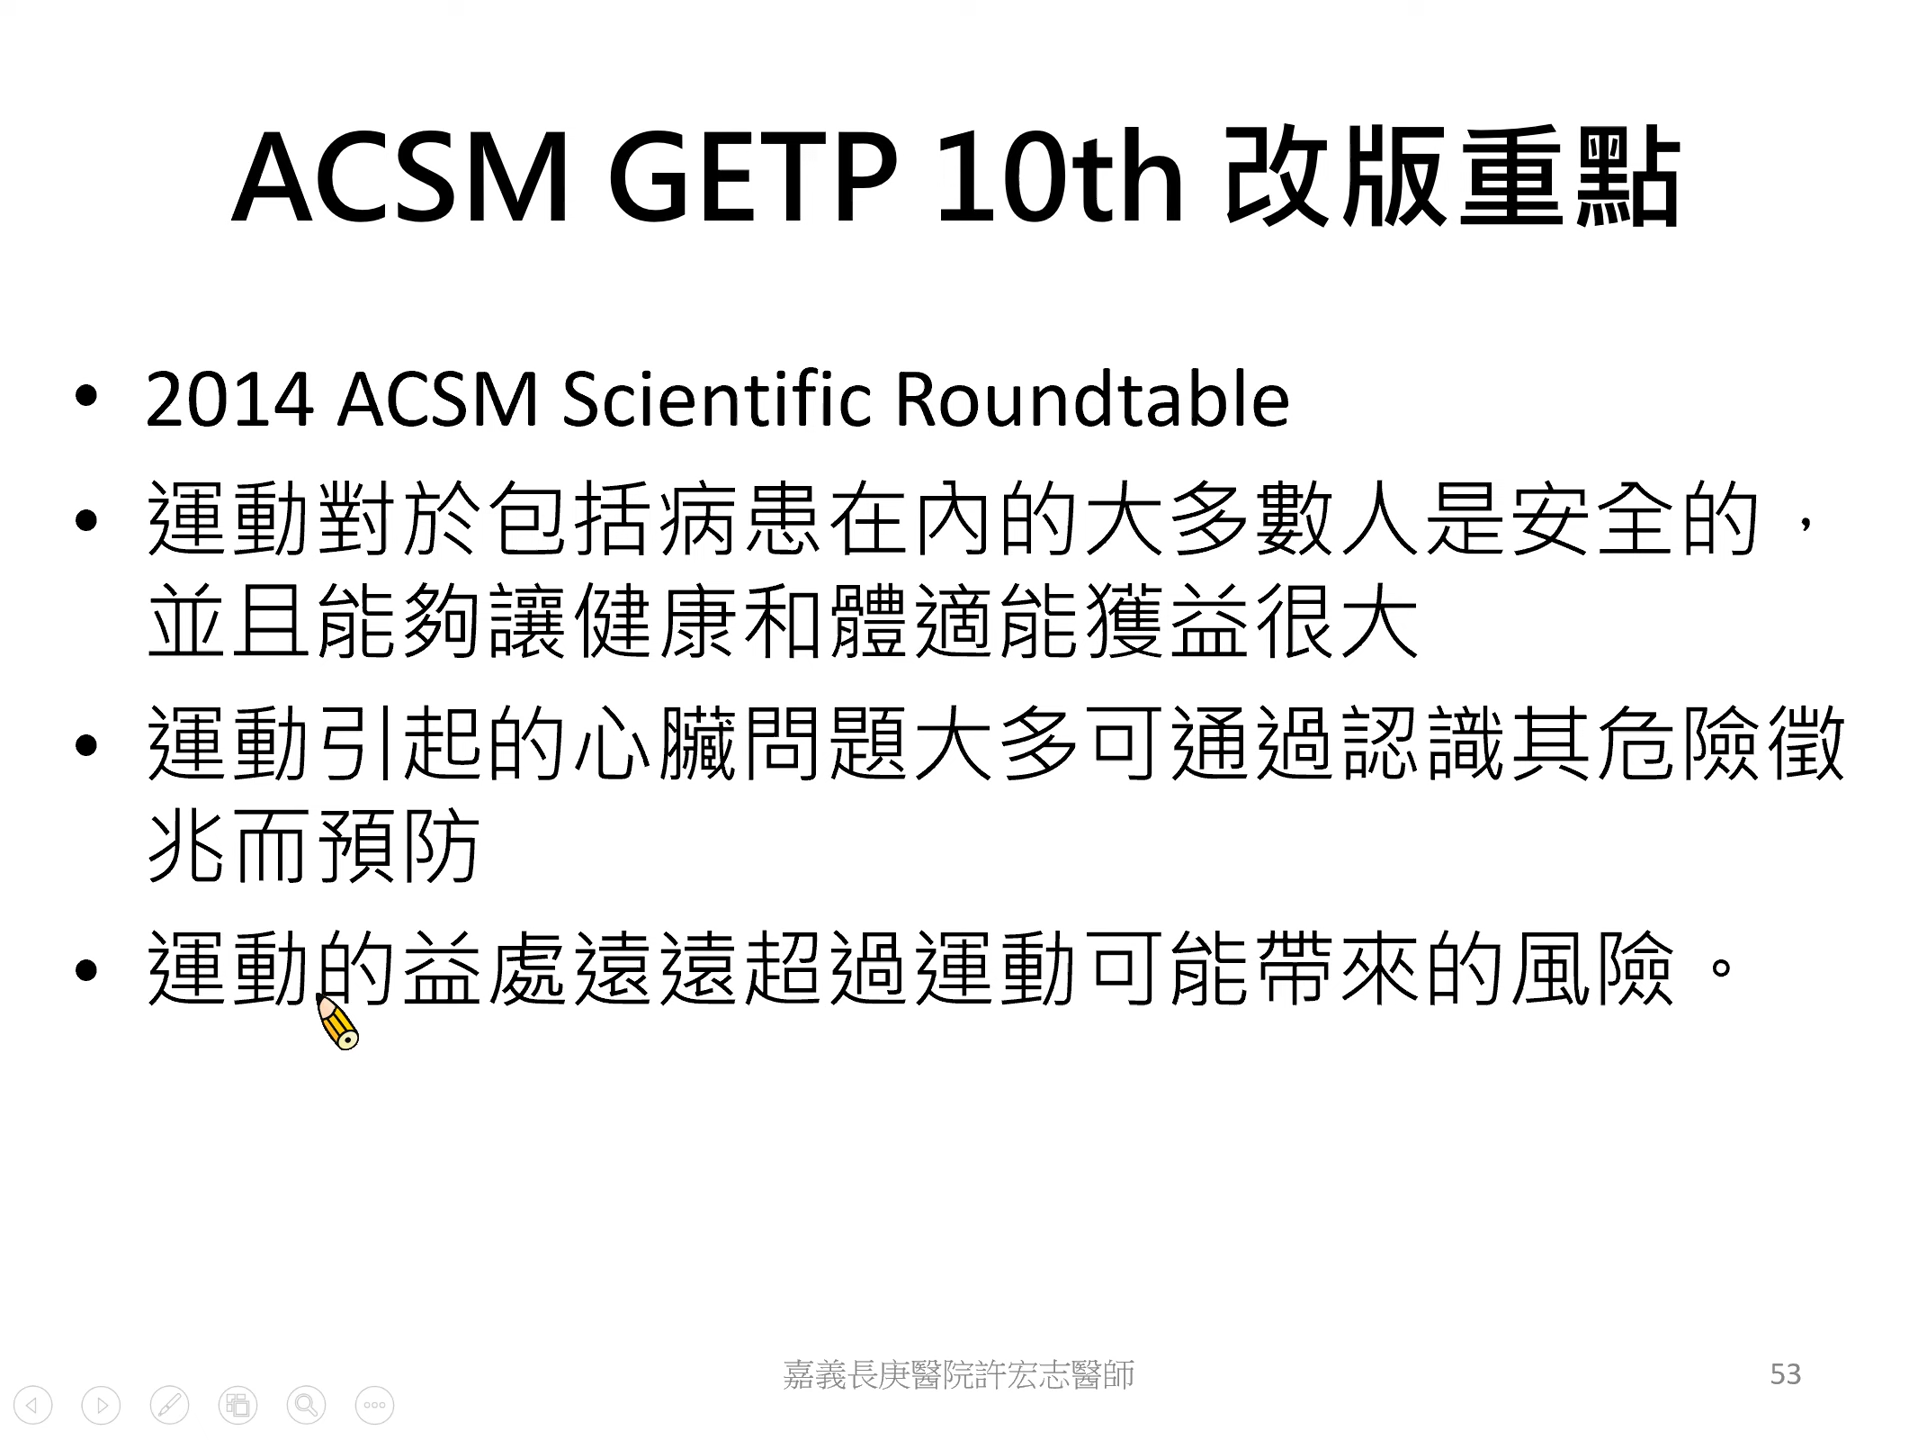 ACSM GETP 10th 改版重點
• 2014 ACSM Scientific Roundtable
• 運動對於包括病患在內的大多數人是安全的，
並且能夠讓健康和體適能獲益很大
• 運動引起的心臟問題大多可通過認識其危險徵
兆而預防
• 運動的益處遠遠超過運動可能帶來的風險。
嘉義長庚醫院許宏志醫師
53